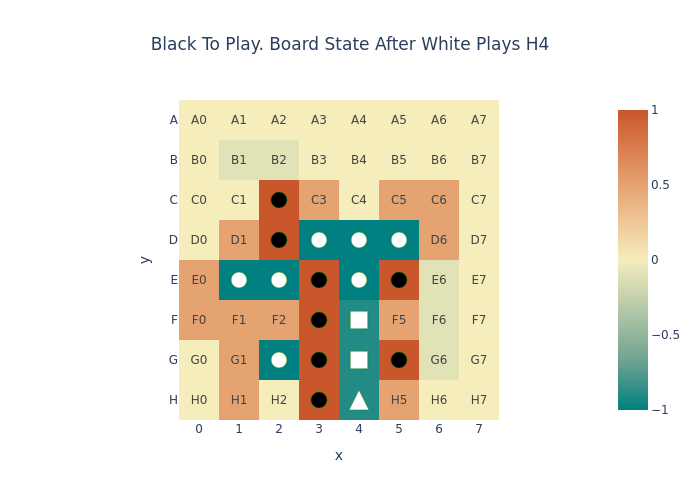 Black To Play. Board State After White Plays H4
A A0 A1 A2 A3 A4 A5 A6 A7
B B0 B1 B2 B3 B4 B5 B6 B7
C C0 C1 C3 C4 C5 C6 C7
D D0 D1 D6 D7
E E0 E6 E7
F F0 F1 F2 F5 F6 F7
G G0 G1 G6 G7
H H0 H1 H2 H5 H6 H7
0 1 2 3 4 5 6 7
x
y
1
0.5
0
−0.5
−1